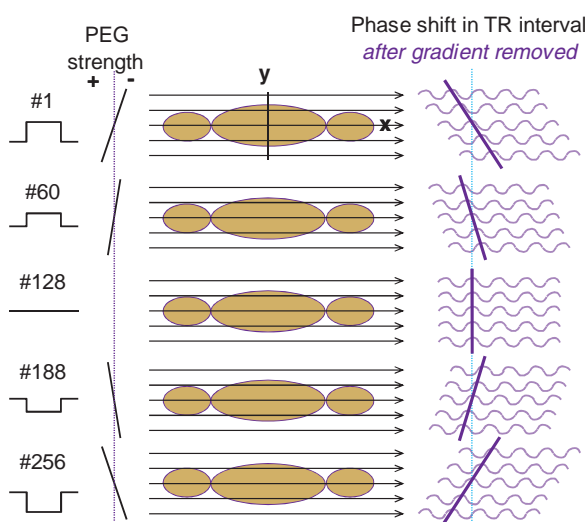 PEG
strength
+ -
Phase shift in TR interval
after gradient removed
y
x
#1
#60
#128
#188
#256